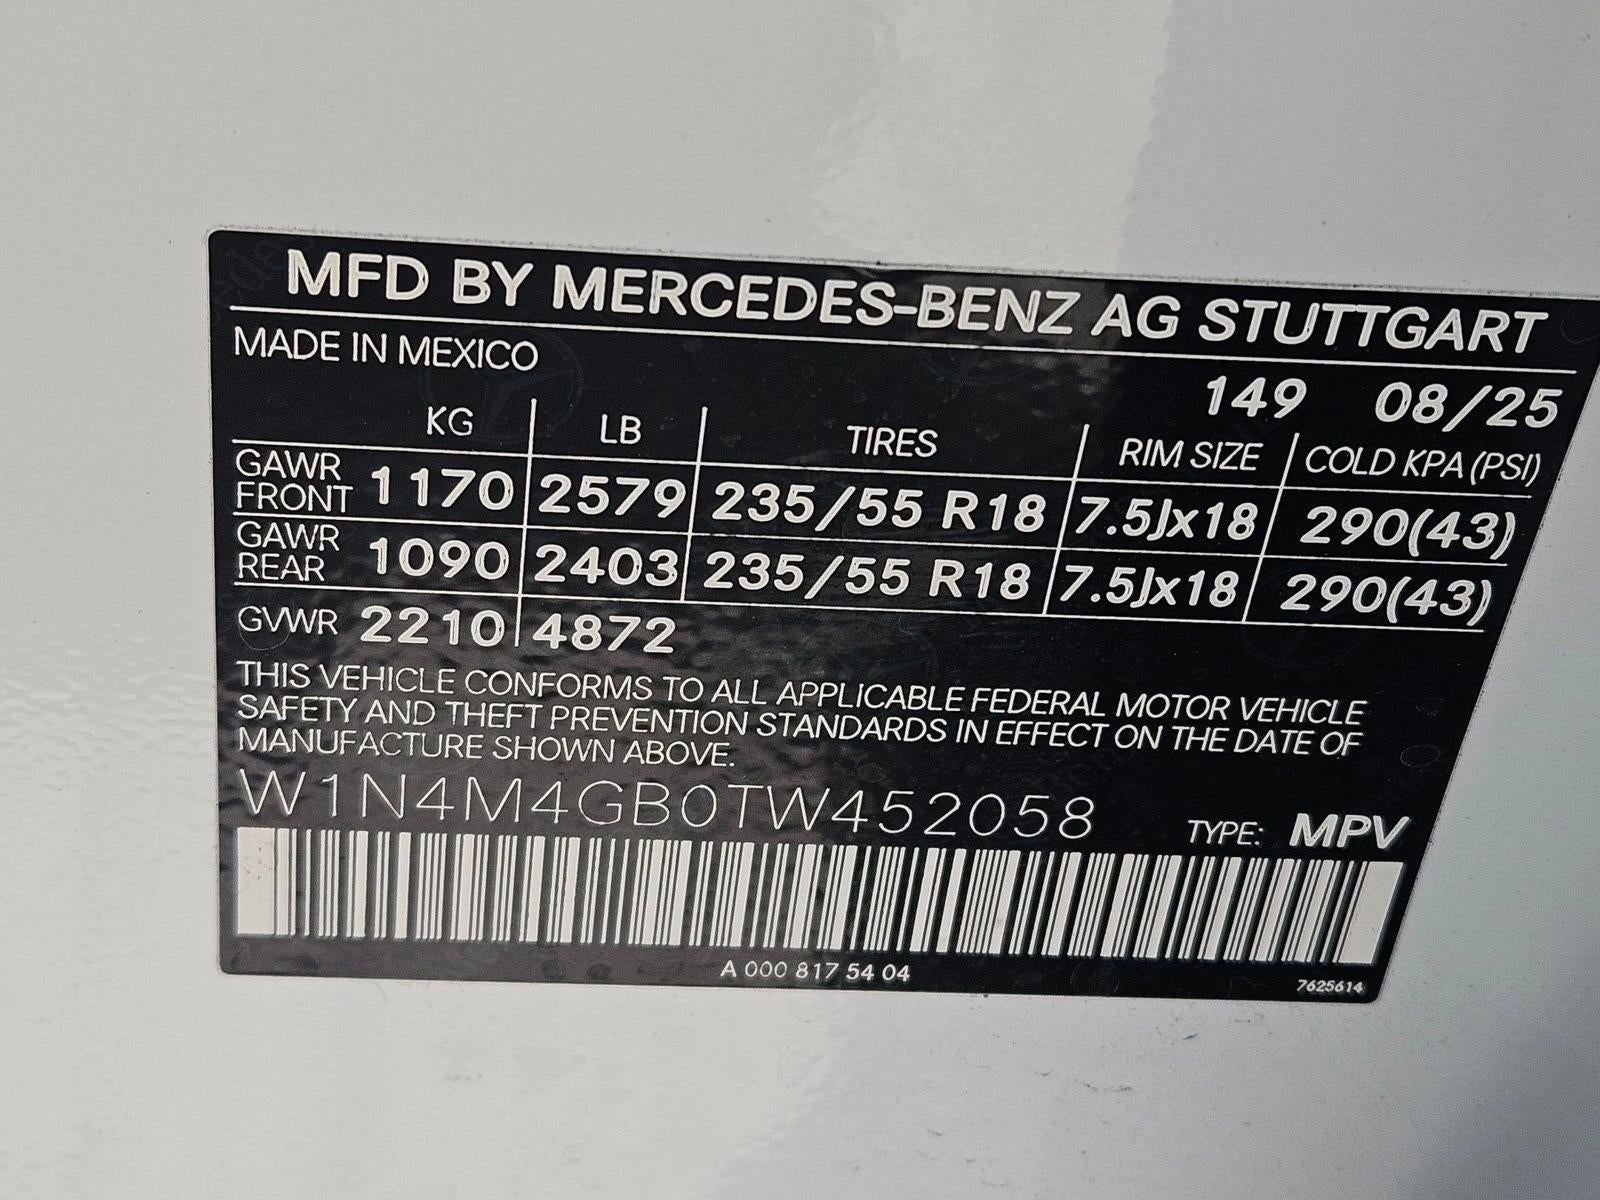 MFD BY MERCEDES-BENZ AG STUTTGART
MADE IN MEXICO
149 08/25
KG LB TIRES RIM SIZE COLD KPA (PSI)
GAWR FRONT 1170 2579 235/55 R18 7.5Jx18 290(43)
GAWR REAR 1090 2403 235/55 R18 7.5Jx18 290(43)
GVWR 2210 4872
THIS VEHICLE CONFORMS TO ALL APPLICABLE FEDERAL MOTOR VEHICLE
SAFETY AND THEFT PREVENTION STANDARDS IN EFFECT ON THE DATE OF
MANUFACTURE SHOWN ABOVE.
W1N4M4GB0TW452058
TYPE: MPV
A 000 817 54 04
7625614